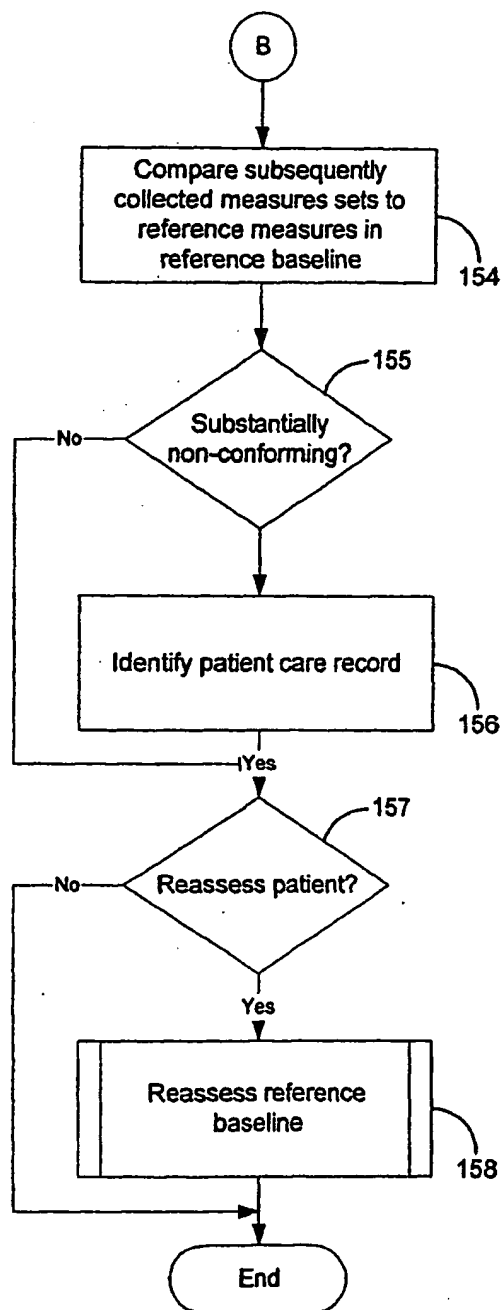 B
Compare subsequently
collected measures sets to
reference measures in
reference baseline
154
155
Substantially
non-conforming?
No
Identify patient care record
156
Yes
157
Reassess patient?
No
Yes
Reassess reference
baseline
158
End